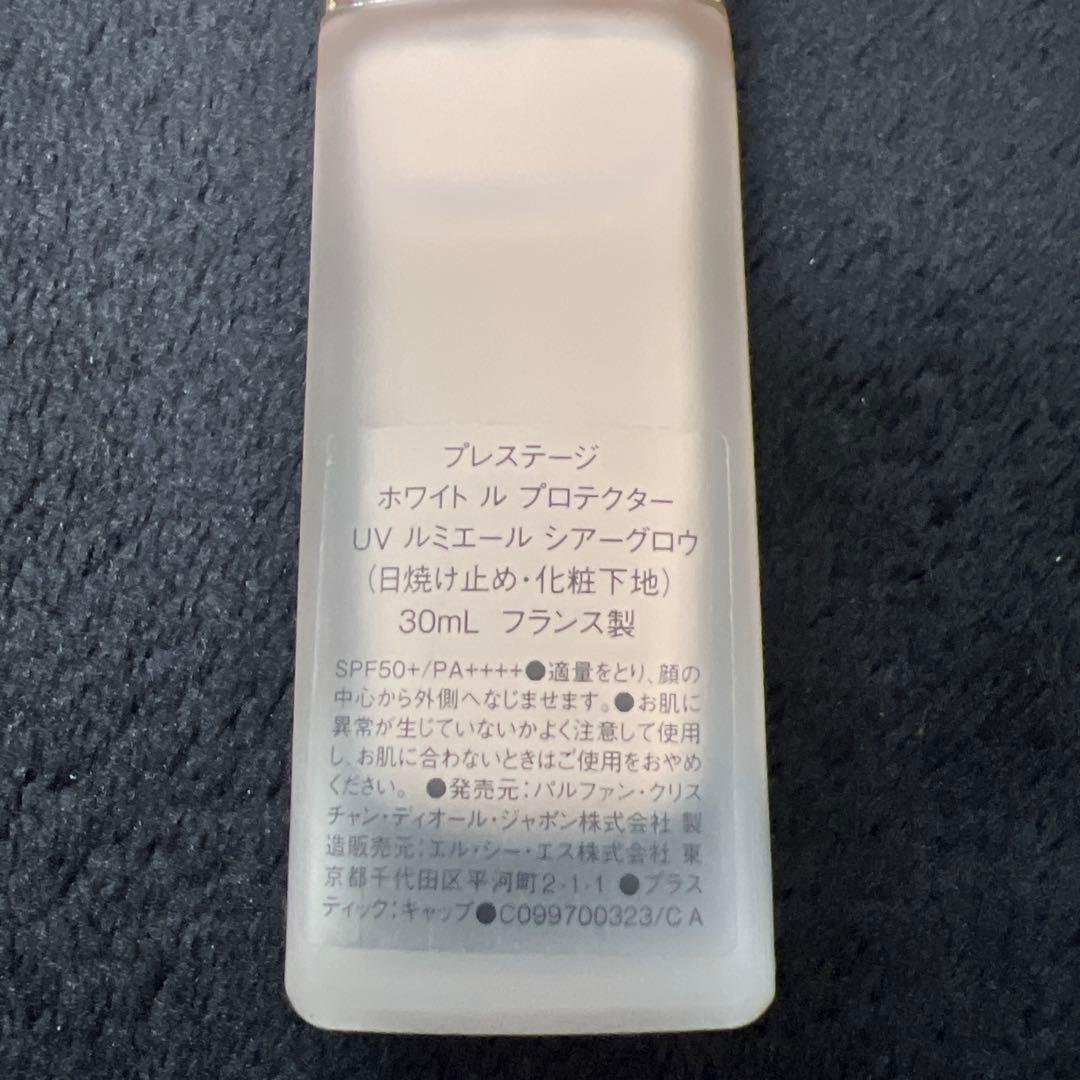 プレステージ
ホワイト ル プロテクター
UV ルミエール シアーグロウ
(日焼け止め・化粧下地)
30mL フランス製
SPF50+/PA++++●適量をとり、顔の
中心から外側へなじませます。●お肌に
異常が生じていないかよく注意して使用
し、お肌に合わないときはご使用をおやめ
ください。 ●発売元：パルファン・クリス
チャン・ディオール・ジャポン株式会社 製
造販売元：エル・シー・エス株式会社 東
京都千代田区平河町2-1-1 ●プラス
ティック：キャップ●C099700323/C A